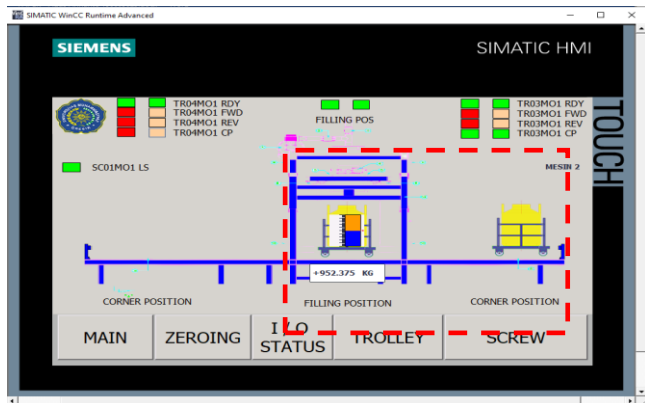 SIMATIC WinCC Runtime Advanced
SIEMENS
SIMATIC HMI
TOUCH
TR04MO1 RDY
TR04MO1 FWD
TR04MO1 REV
TR04MO1 CP
FILLING POS
TR03MO1 RDY
TR03MO1 FWD
TR03MO1 REV
TR03MO1 CP
SC01MO1 LS
MESIN 2
+952.375 KG
CORNER POSITION
FILLING POSITION
CORNER POSITION
MAIN
ZEROING
I/O
STATUS
TROLLEY
SCREW